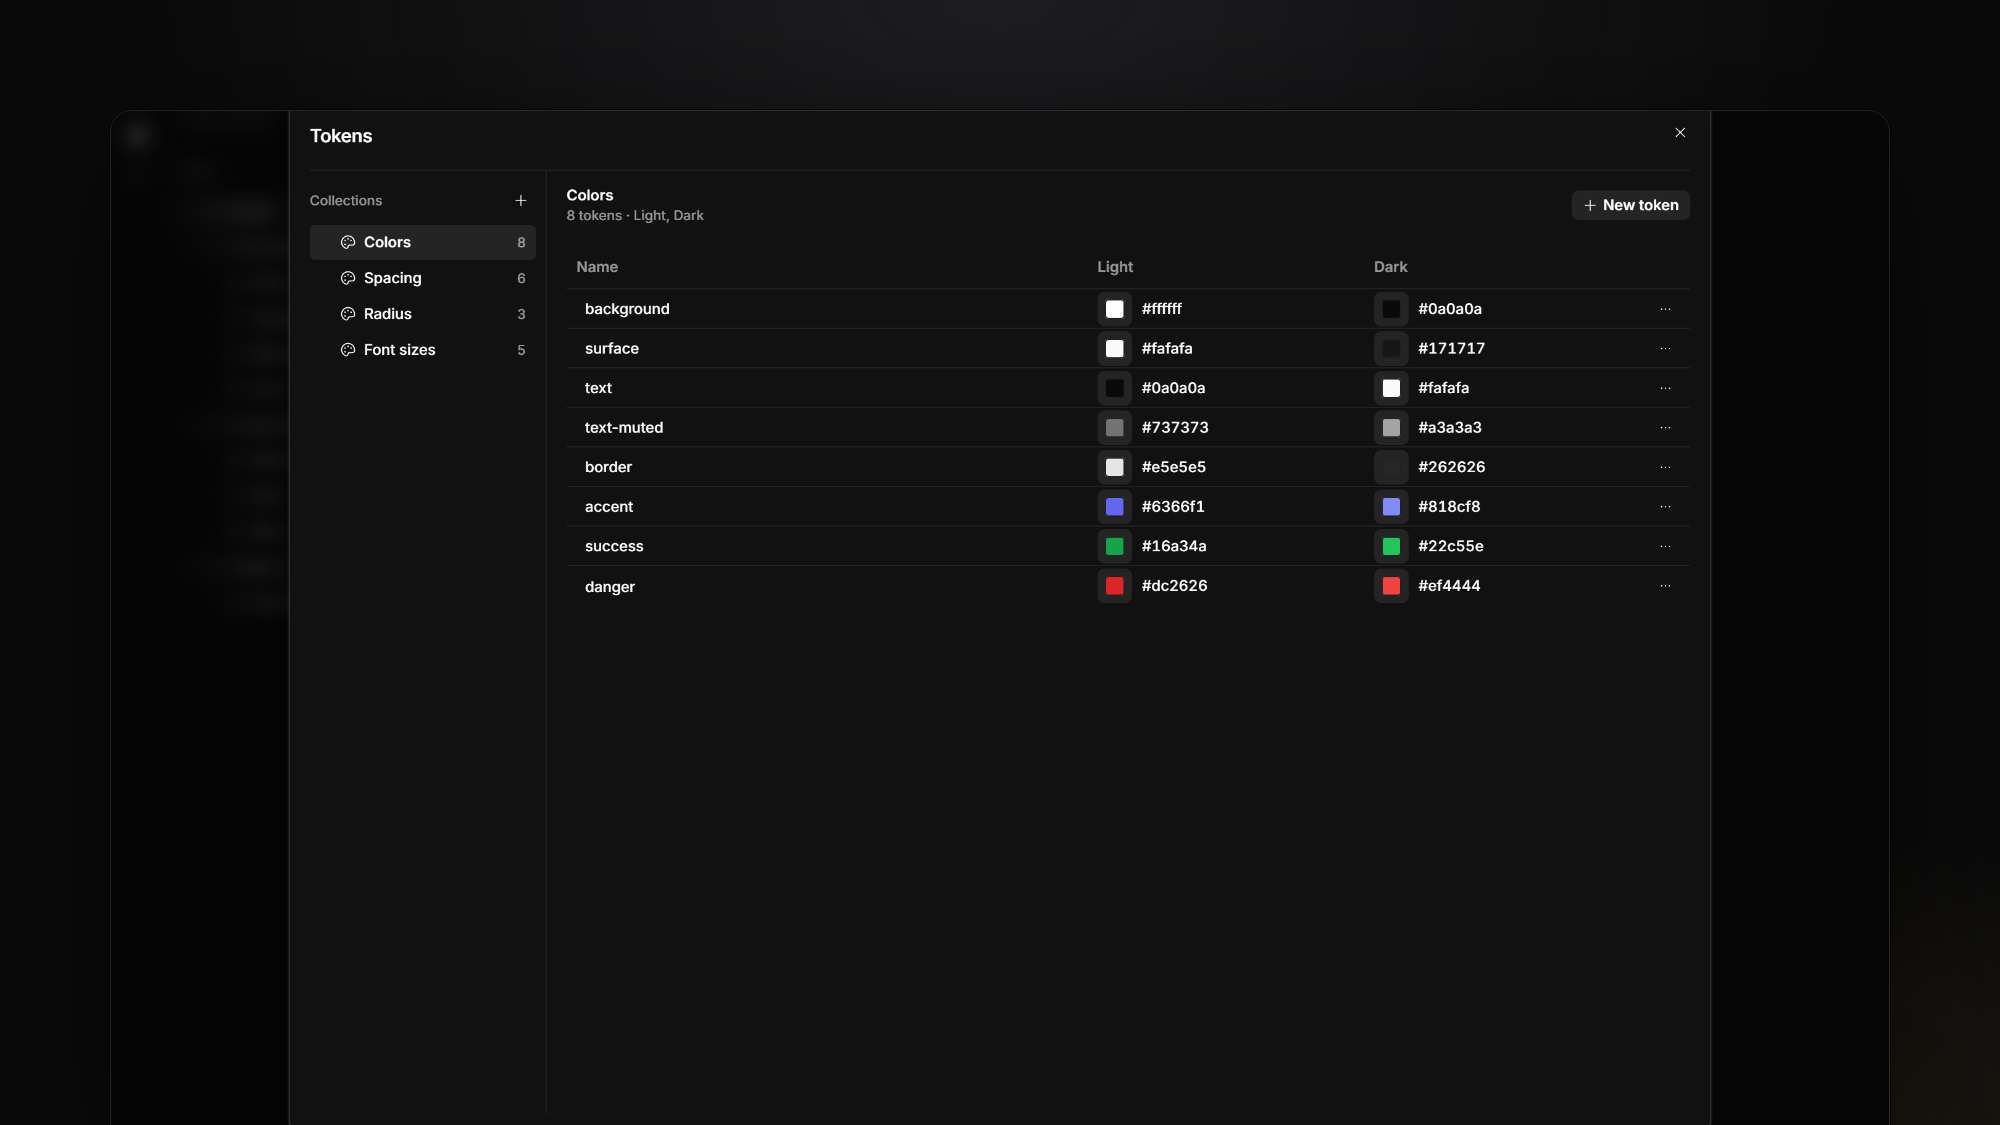 Tokens
Collections
Colors 8
Spacing 6
Radius 3
Font sizes 5
Colors
8 tokens · Light, Dark
New token
Name Light Dark
background #ffffff #0a0a0a
surface #fafafa #171717
text #0a0a0a #fafafa
text-muted #737373 #a3a3a3
border #e5e5e5 #262626
accent #6366f1 #818cf8
success #16a34a #22c55e
danger #dc2626 #ef4444